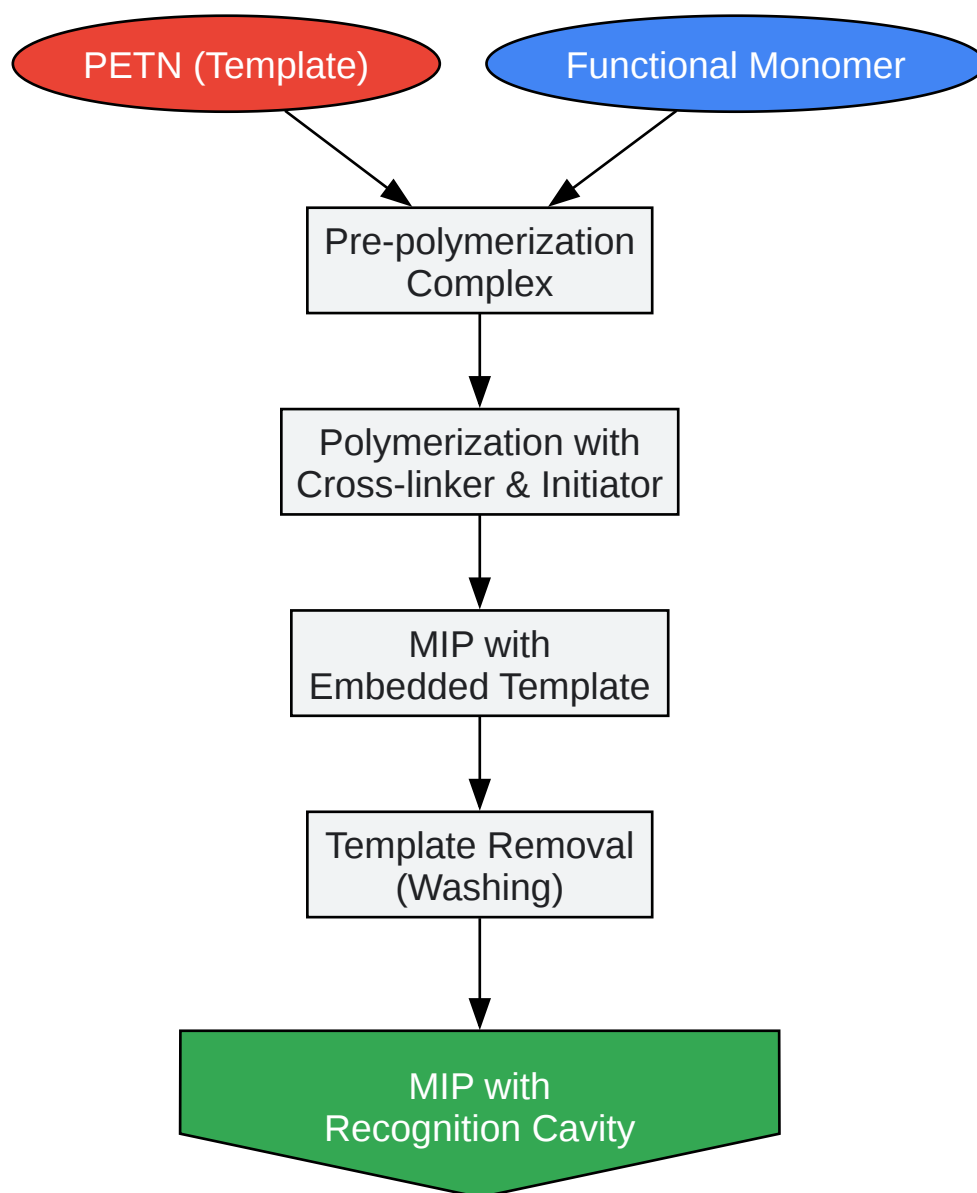 PETN (Template)
Functional Monomer
Pre-polymerization
Complex
Polymerization with
Cross-linker & Initiator
MIP with
Embedded Template
Template Removal
(Washing)
MIP with
Recognition Cavity